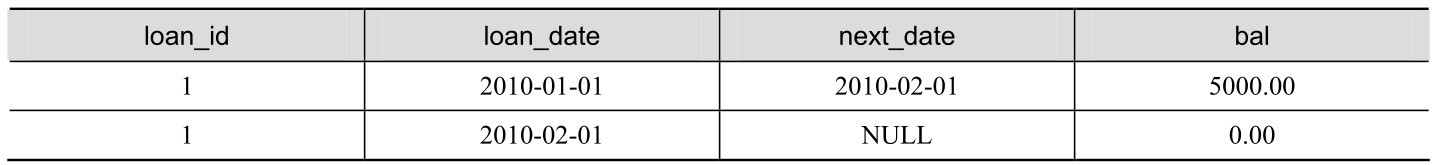 loan_id loan_date next_date bal
1 2010-01-01 2010-02-01 5000.00
1 2010-02-01 NULL 0.00